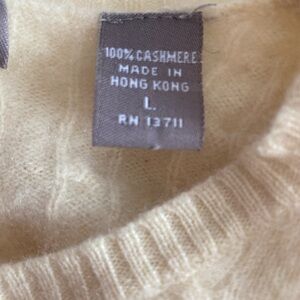 100% CASHMERE
MADE IN
HONG KONG
L
RN 13711